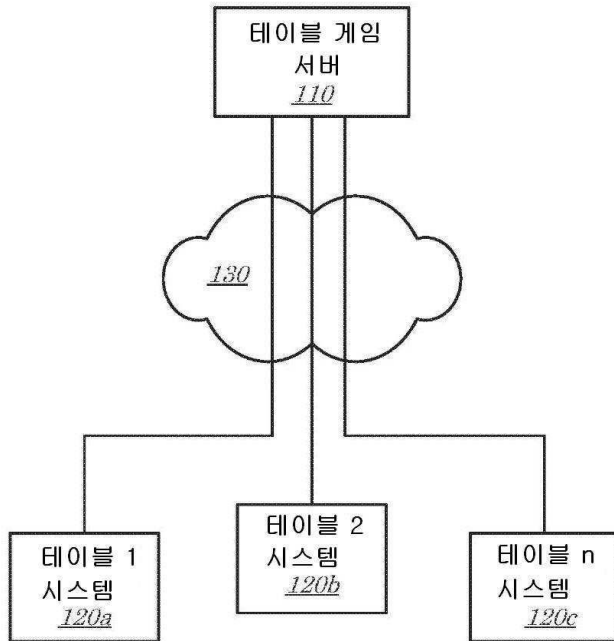 테이블 게임
서버
110
130
테이블 1
시스템
120a
테이블 2
시스템
120b
테이블 n
시스템
120c